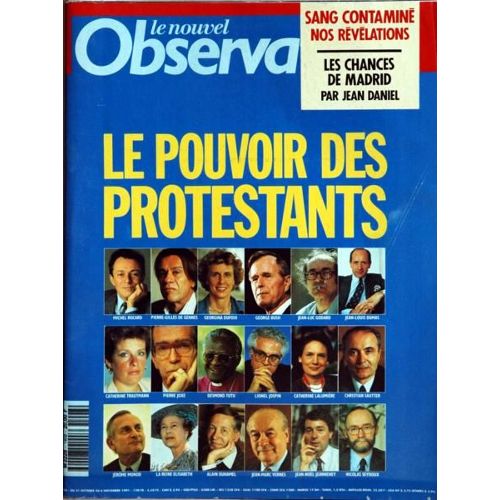 le nouvel
Observa
SANG CONTAMINÉ
NOS RÉVÉLATIONS
LES CHANCES
DE MADRID
PAR JEAN DANIEL
LE POUVOIR DES
PROTESTANTS
MICHEL ROCARD
PIERRE-GILLES DE GENNES
GEORGINA DUFOIX
GEORGE BUSH
JEAN-LUC GODARD
JEAN-LOUIS DUMAS
CATHERINE TRAUTMANN
PIERRE JOXE
DESMOND TUTU
LIONEL JOSPIN
CATHERINE LALUMIÈRE
CHRISTIAN SAUTTER
JÉRÔME MONOD
LA REINE ELISABETH
ALAIN DUHAMEL
JEAN-MARC VERNES
JEAN-NOËL JEANNENEY
NICOLAS SEYDOUX